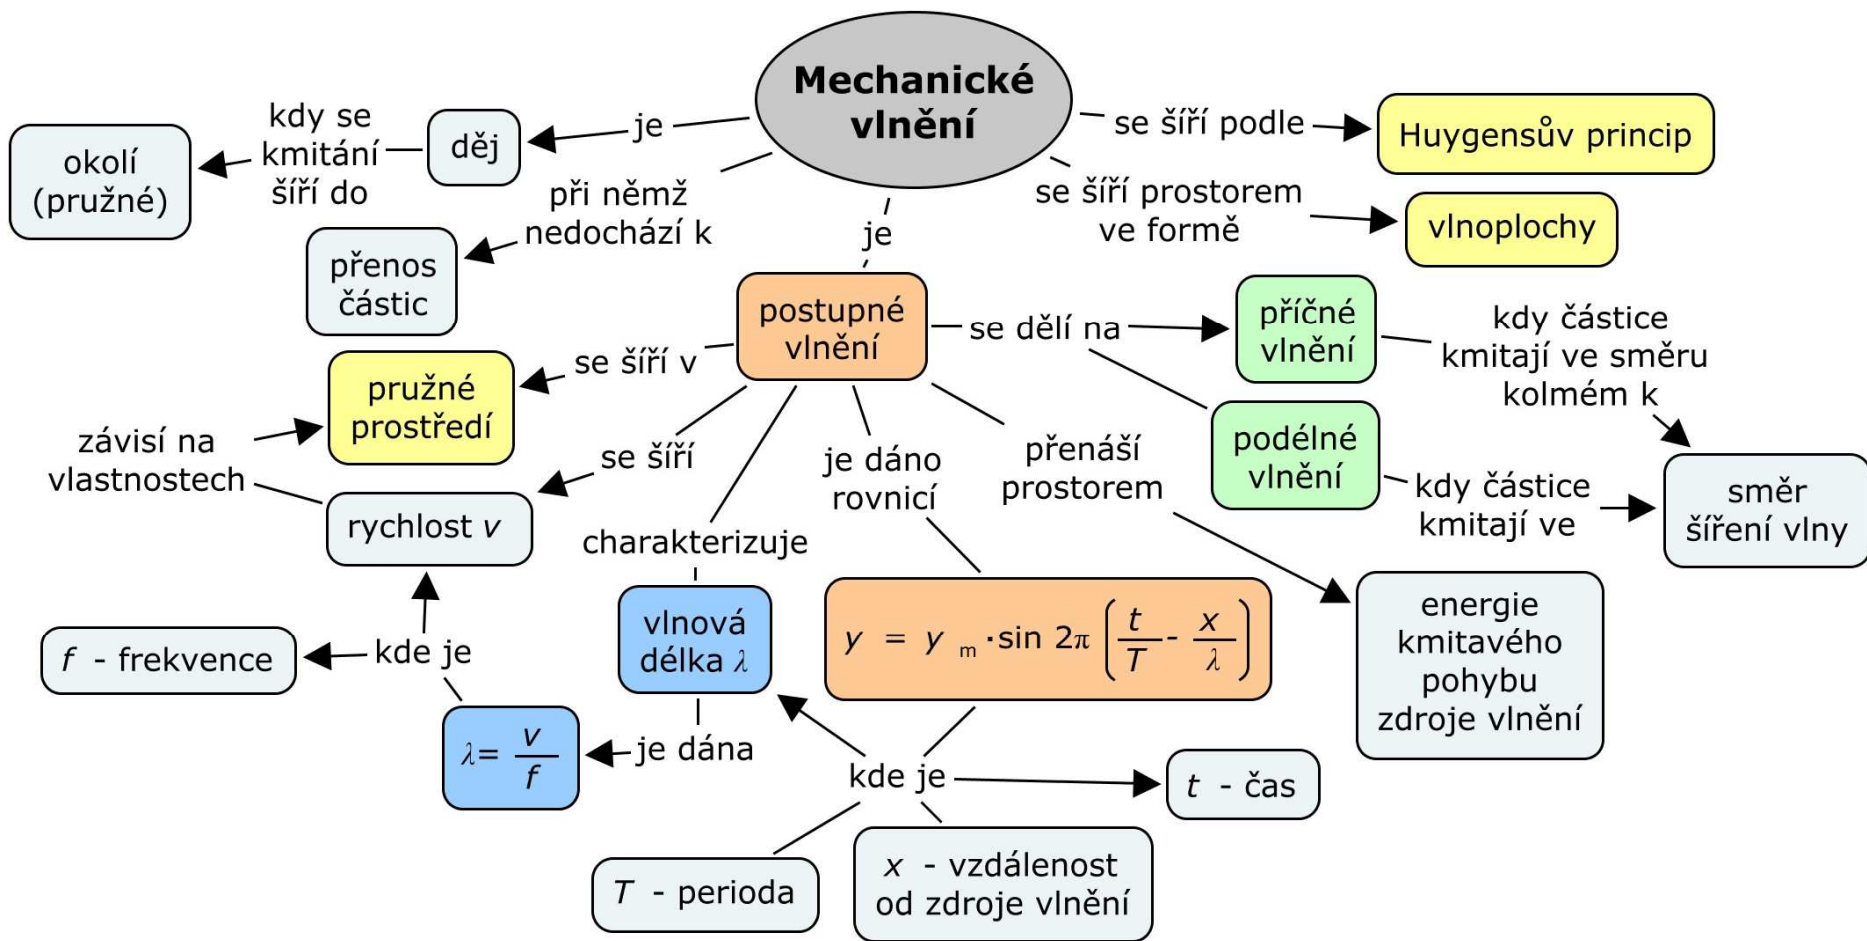 Mechanické
vlnění
je
děj
kdy se
kmitání
šíří do
okolí
(pružné)
při němž
nedochází k
přenos
částic
se šíří podle
Huygensův princip
se šíří prostorem
ve formě
vlnoplochy
je
postupné
vlnění
se dělí na
příčné
vlnění
kdy částice
kmitají ve směru
kolmém k
podélné
vlnění
kdy částice
kmitají ve
směr
šíření vlny
se šíří v
pružné
prostředí
závisí na
vlastnostech
se šíří
rychlost v
charakterizuje
vlnová
délka λ
je dána
λ = v/f
kde je
f - frekvence
je dáno
rovnicí
y = y m · sin 2π (t/T - x/λ)
kde je
t - čas
x - vzdálenost
od zdroje vlnění
T - perioda
přenáší
prostorem
energie
kmitavého
pohybu
zdroje vlnění